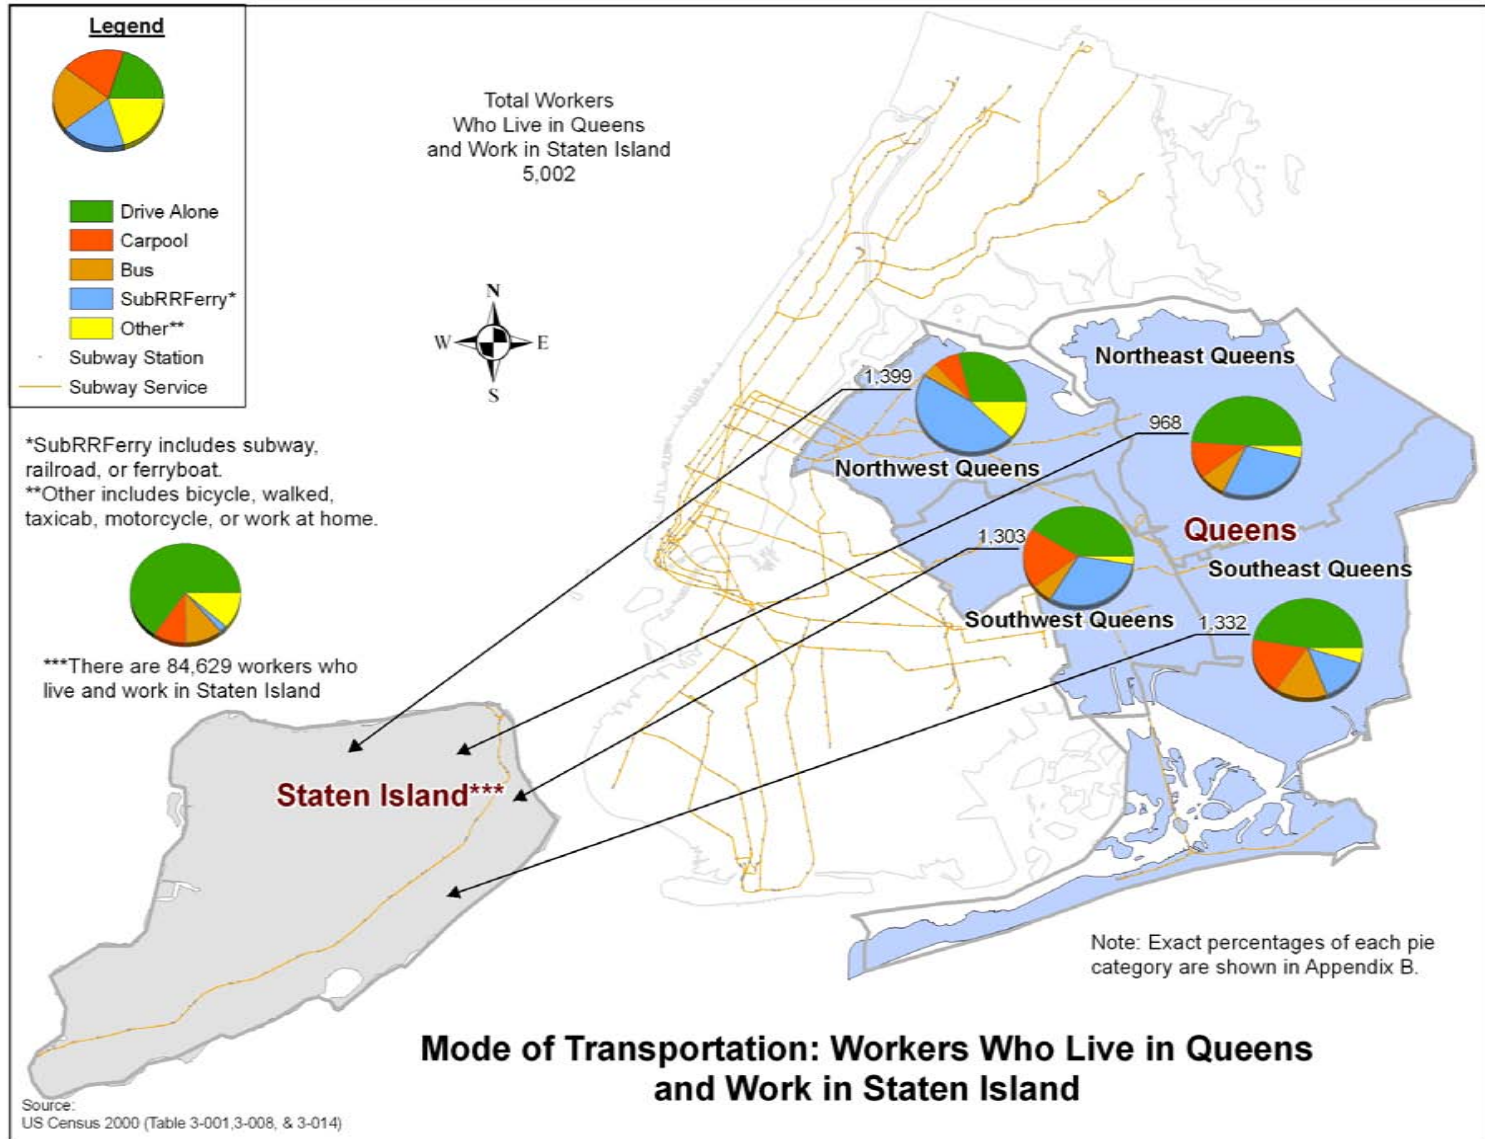 Legend
Drive Alone
Carpool
Bus
SubRRFerry*
Other**
Subway Station
Subway Service
Total Workers
Who Live in Queens
and Work in Staten Island
5,002
N
W
E
S
*SubRRFerry includes subway,
railroad, or ferryboat.
**Other includes bicycle, walked,
taxicab, motorcycle, or work at home.
***There are 84,629 workers who
live and work in Staten Island
Northeast Queens
1,399
968
Northwest Queens
Queens
1,303
Southeast Queens
Southwest Queens
1,332
Staten Island***
Note: Exact percentages of each pie
category are shown in Appendix B.
Mode of Transportation: Workers Who Live in Queens
and Work in Staten Island
Source:
US Census 2000 (Table 3-001,3-008, & 3-014)